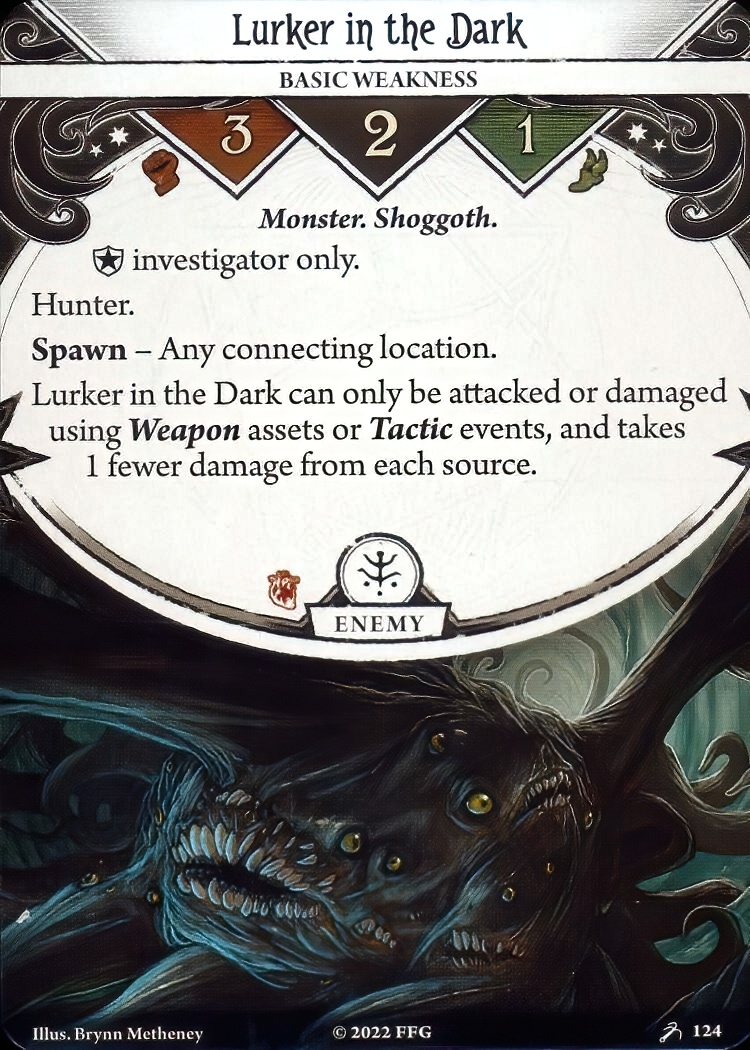 Lurker in the Dark
BASIC WEAKNESS
3 2 1
Monster. Shoggoth.
investigator only.
Hunter.
Spawn – Any connecting location.
Lurker in the Dark can only be attacked or damaged
using Weapon assets or Tactic events, and takes
1 fewer damage from each source.
ENEMY
Illus. Brynn Metheney © 2022 FFG 124